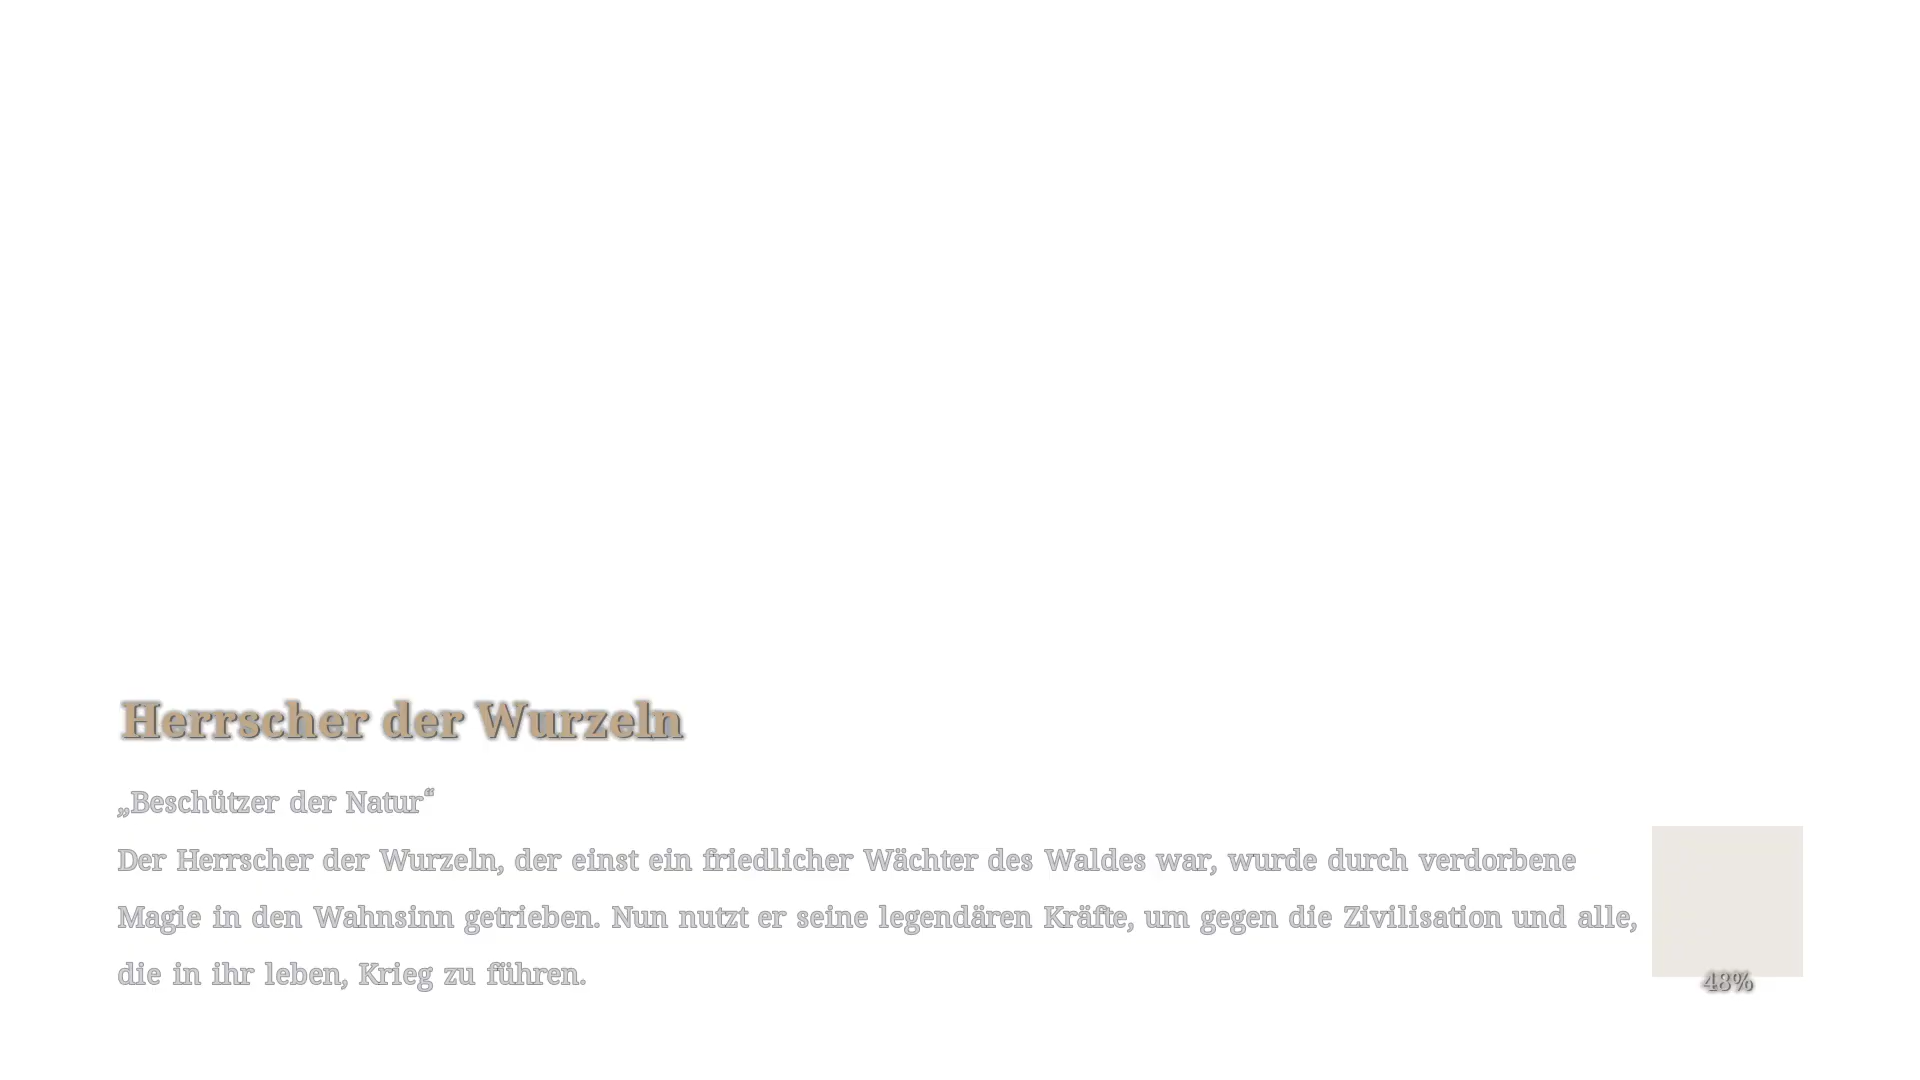 Herrscher der Wurzeln
„Beschützer der Natur“
Der Herrscher der Wurzeln, der einst ein friedlicher Wächter des Waldes war, wurde durch verdorbene
Magie in den Wahnsinn getrieben. Nun nutzt er seine legendären Kräfte, um gegen die Zivilisation und alle,
die in ihr leben, Krieg zu führen.
48%